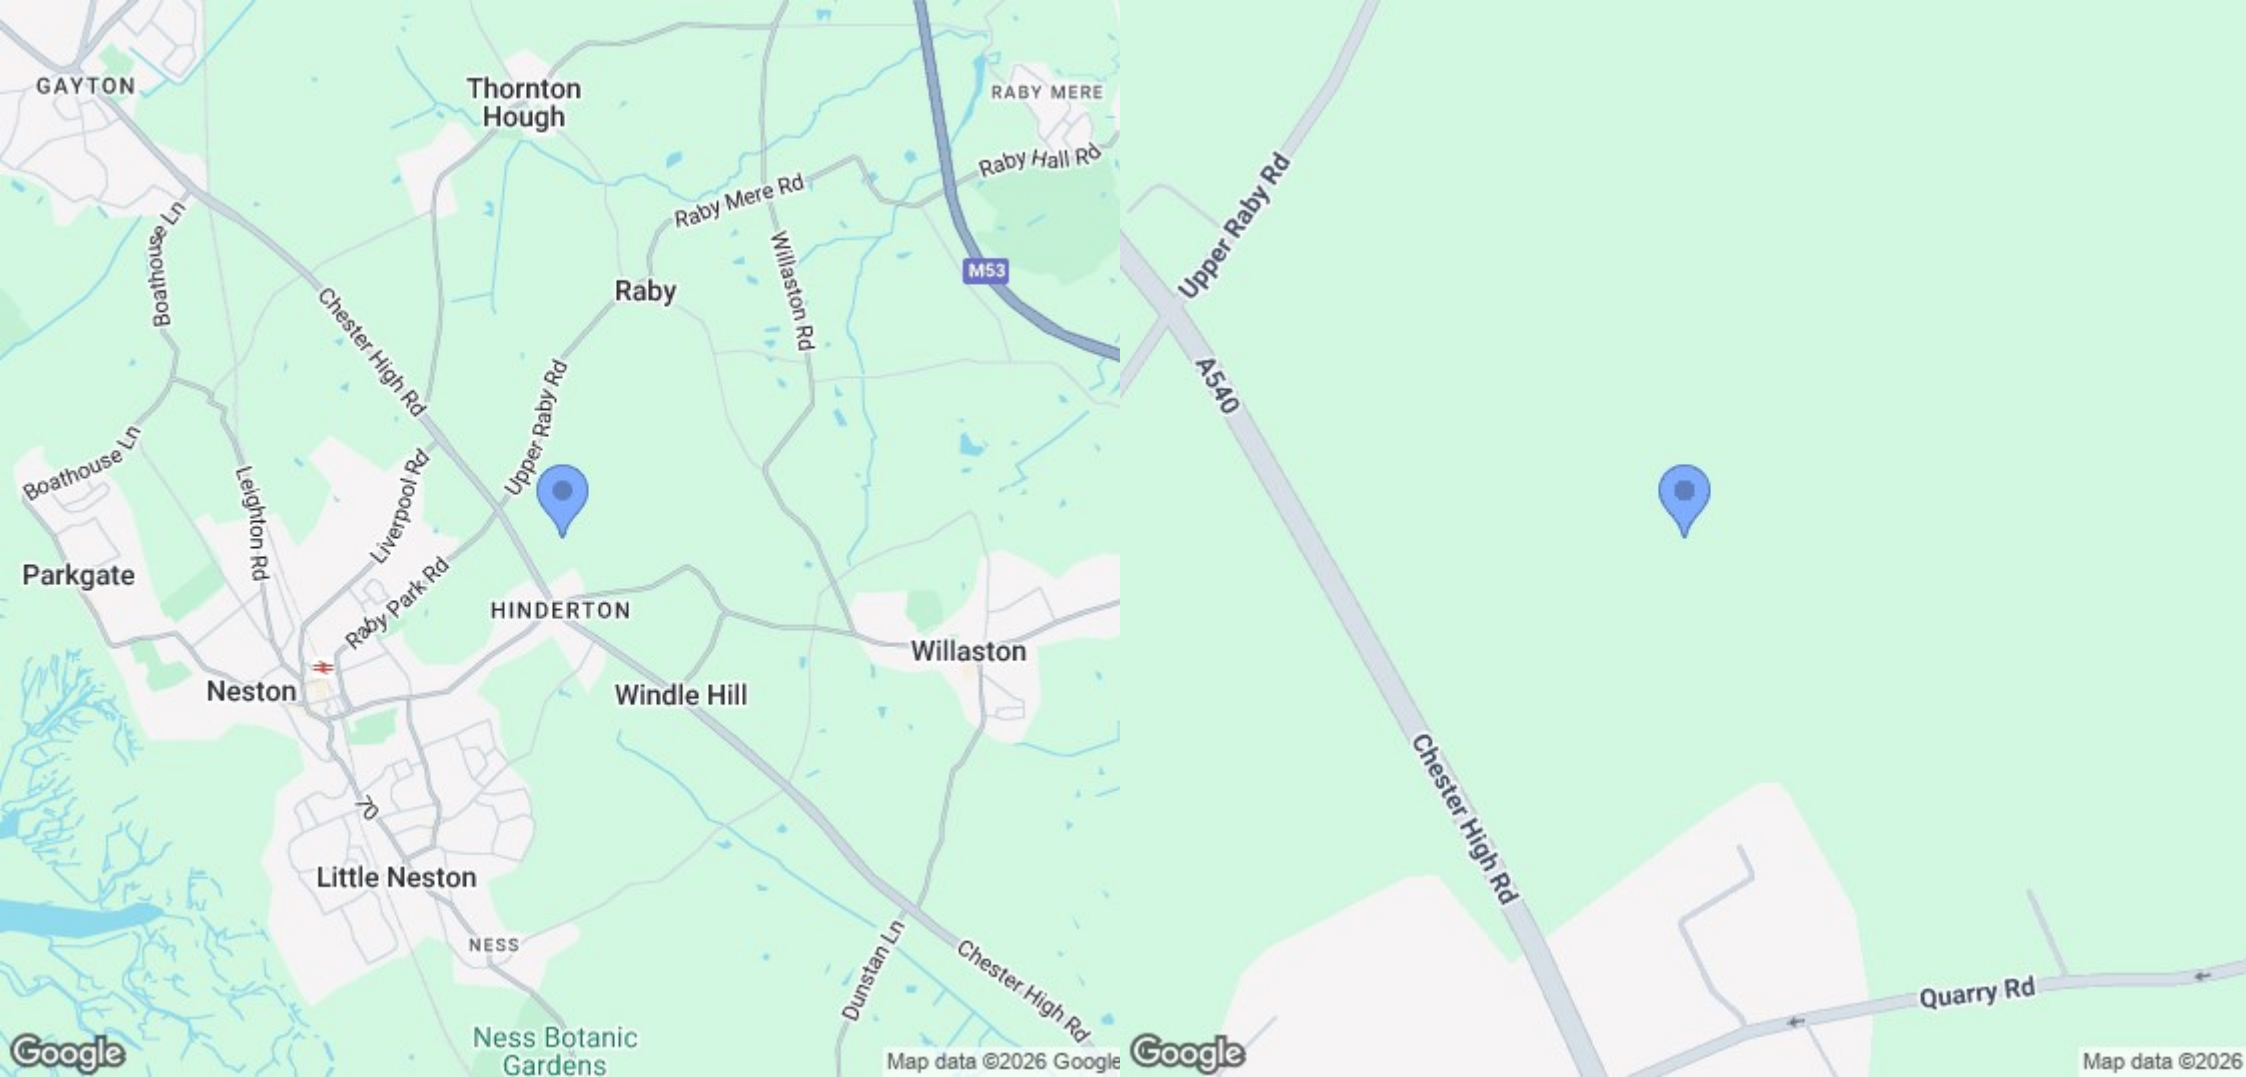 GAYTON
Thornton
Hough
RABY MERE
Raby Hall Rd
Raby Mere Rd
Boathouse Ln
Willaston Rd
M53
Raby
Chester High Rd
Upper Raby Rd
Boathouse Ln
Liverpool Rd
Leighton Rd
Parkgate
Raby Park Rd
HINDERTON
Willaston
Neston
Windle Hill
70
Little Neston
NESS
Dunstan Ln
Chester High Rd
Ness Botanic
Gardens
Google
Map data ©2026 Google
Upper Raby Rd
A540
Chester High Rd
Quarry Rd
Google
Map data ©2026